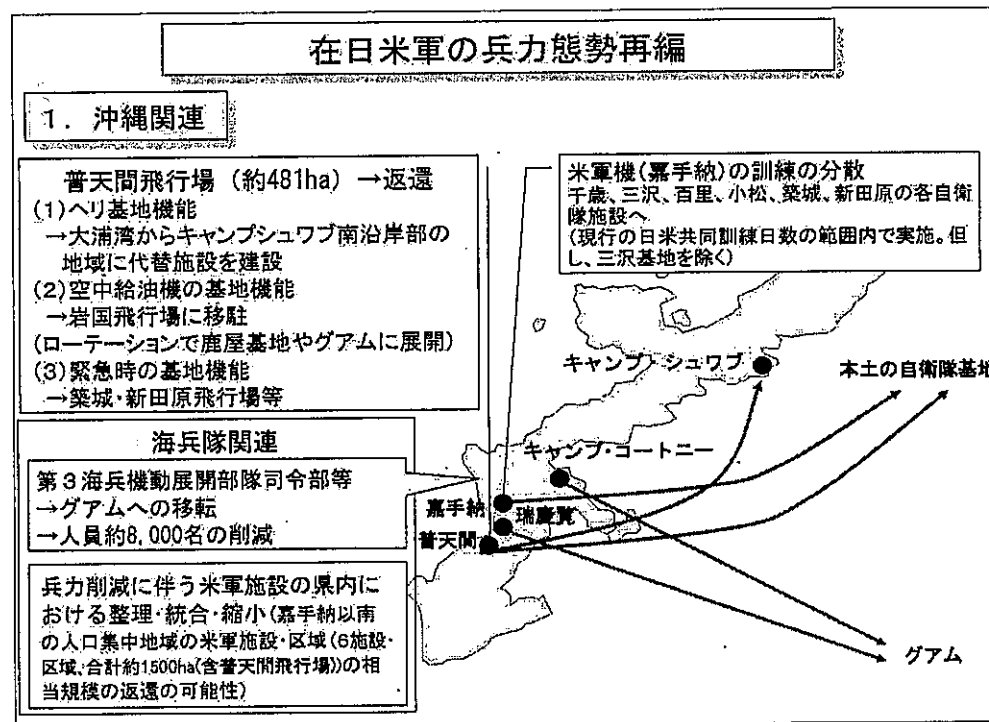 在日米軍の兵力態勢再編
1．沖縄関連
普天間飛行場（約481ha）→返還
(1)ヘリ基地機能
→大浦湾からキャンプシュワブ南沿岸部の
地域に代替施設を建設
(2)空中給油機の基地機能
→岩国飛行場に移駐
(ローテーションで鹿屋基地やグアムに展開)
(3)緊急時の基地機能
→築城・新田原飛行場等
米軍機(嘉手納)の訓練の分散
千歳、三沢、百里、小松、築城、新田原の各自衛
隊施設へ
(現行の日米共同訓練日数の範囲内で実施。但
し、三沢基地を除く)
海兵隊関連
第3海兵機動展開部隊司令部等
→グアムへの移転
→人員約8,000名の削減
兵力削減に伴う米軍施設の県内に
おける整理・統合・縮小(嘉手納以南
の人口集中地域の米軍施設・区域(6施設・
区域、合計約1500ha(含普天間飛行場))の相
当規模の返還の可能性)
キャンプ・シュワブ
本土の自衛隊基地
キャンプ・コートニー
嘉手納
瑞慶覧
普天間
グアム